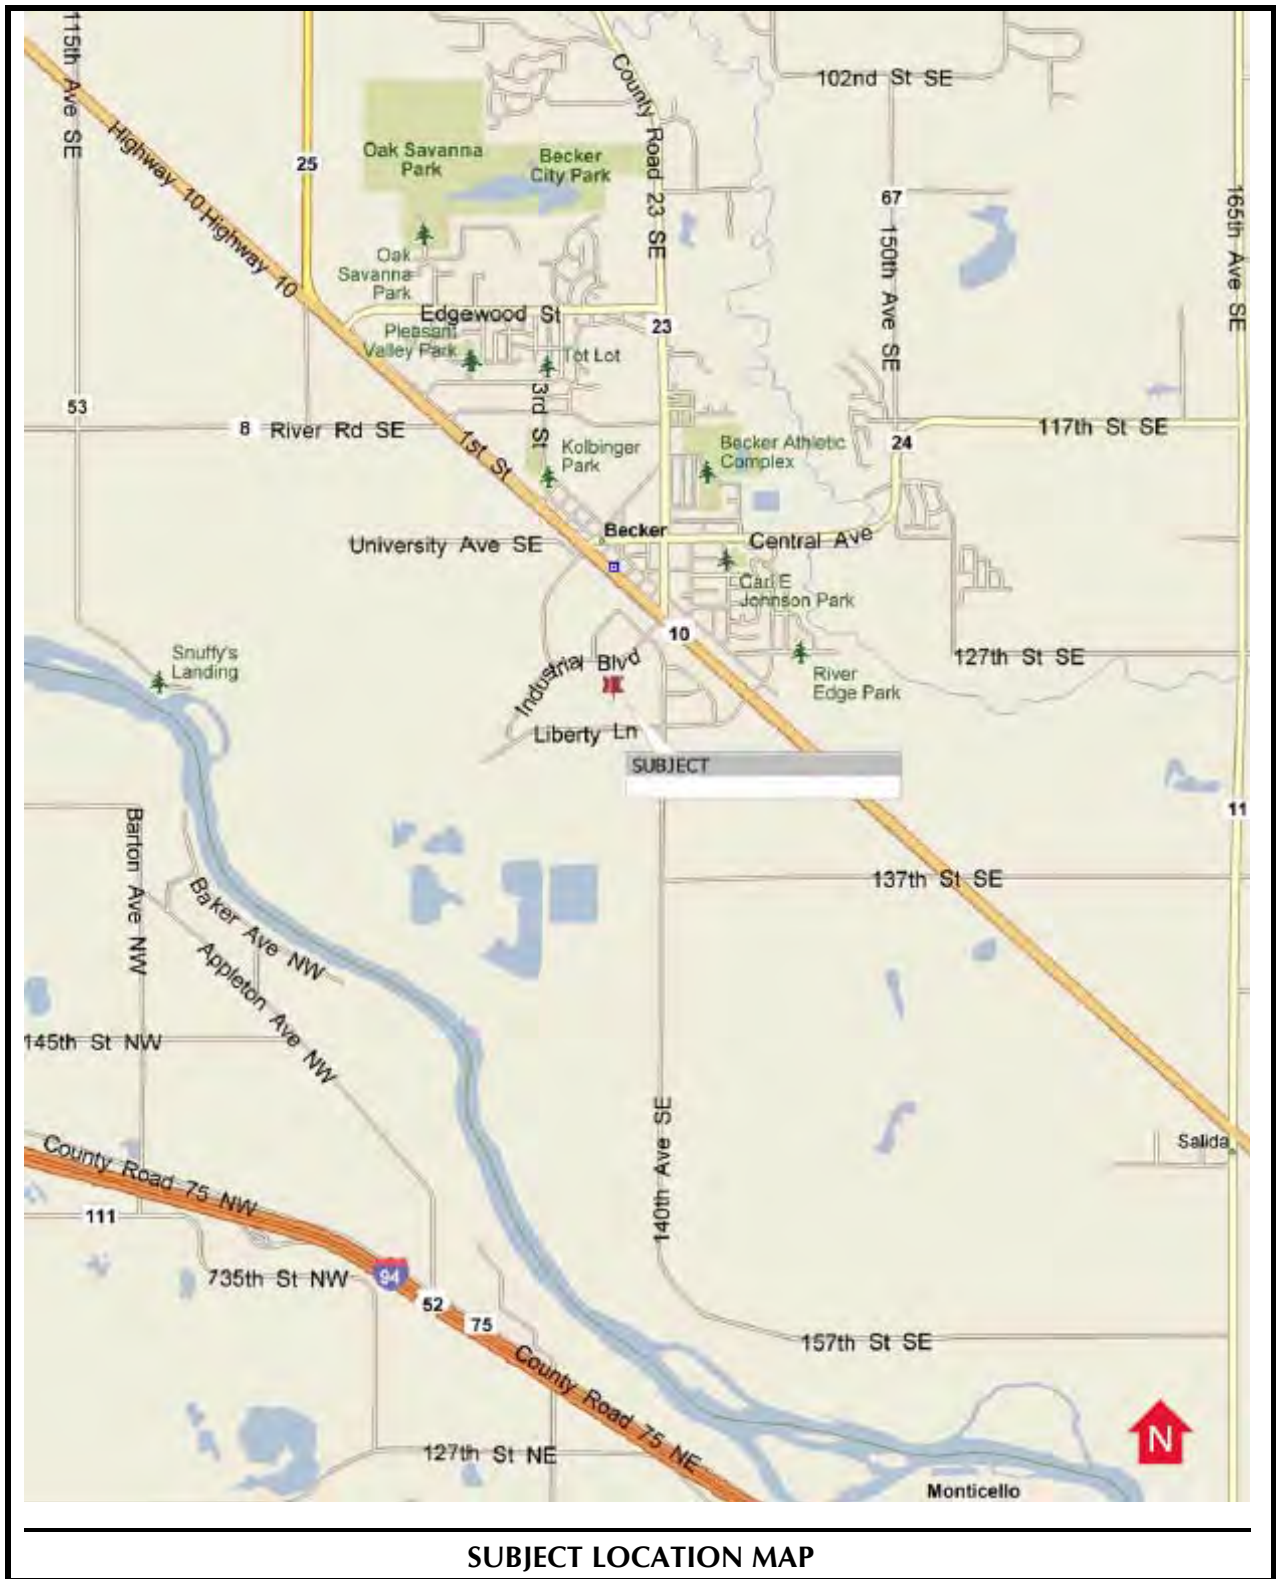 115th Ave SE
102nd St SE
County Road 23 SE
Highway 10
Highway 10
25
Oak Savanna
Park
Becker
City Park
67
150th Ave SE
165th Ave SE
Oak
Savanna
Park
Edgewood St
23
Pleasant
Valley Park
Tot Lot
3rd St
53
8
River Rd SE
1st St
Kolbinger
Park
Becker Athletic
Complex
24
117th St SE
Becker
University Ave SE
Central Ave
Carl E
Johnson Park
10
Snuffy's
Landing
Industrial Blvd
127th St SE
River
Edge Park
Liberty Ln
SUBJECT
11
Barton Ave NW
Baker Ave NW
137th St SE
Appleton Ave NW
145th St NW
140th Ave SE
Salida
County Road 75 NW
111
735th St NW
94
52
75
157th St SE
County Road 75 NE
127th St NE
N
Monticello
SUBJECT LOCATION MAP